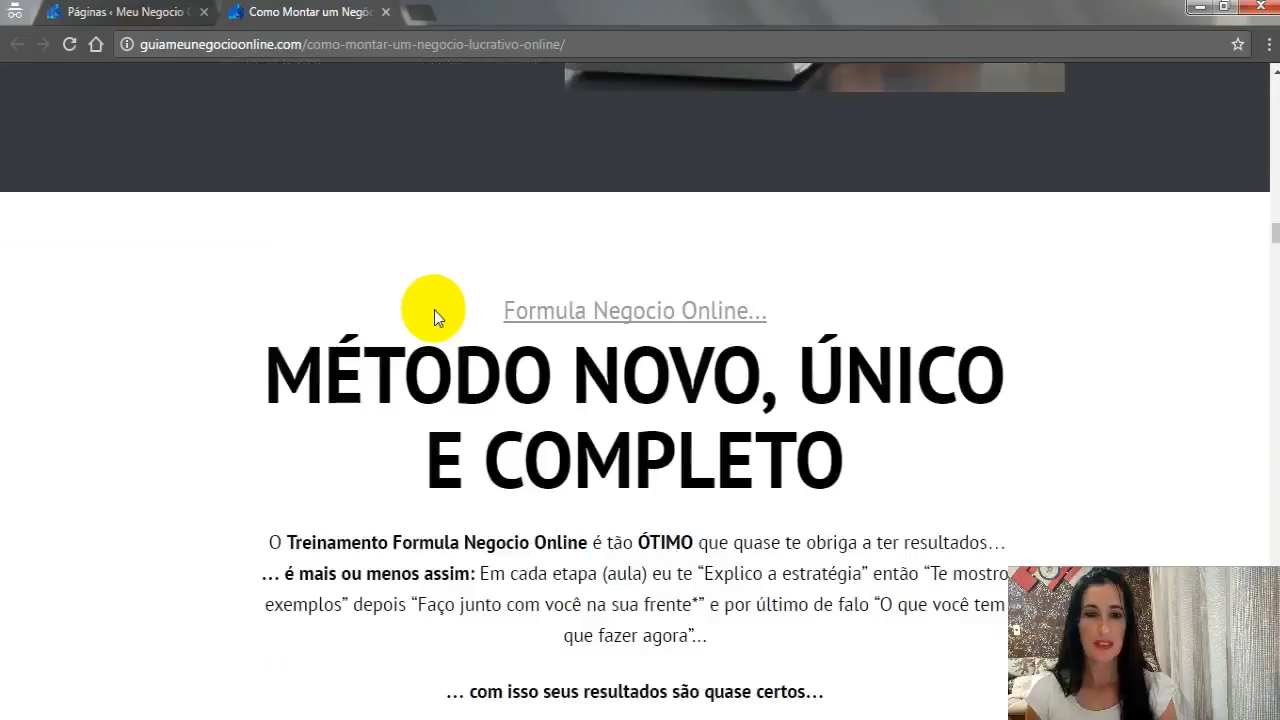 Páginas ‹ Meu Negocio
Como Montar um Negóc
guiameunegocioonline.com/como-montar-um-negocio-lucrativo-online/
Formula Negocio Online...
MÉTODO NOVO, ÚNICO
E COMPLETO
O Treinamento Formula Negocio Online é tão ÓTIMO que quase te obriga a ter resultados…
… é mais ou menos assim: Em cada etapa (aula) eu te “Explico a estratégia” então “Te mostro
exemplos” depois “Faço junto com você na sua frente*” e por último de falo “O que você tem
que fazer agora”...
… com isso seus resultados são quase certos…